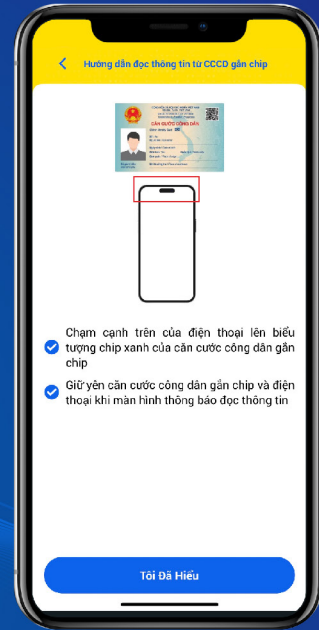 Hướng dẫn đọc thông tin từ CCCD gắn chip
CĂN CƯỚC CÔNG DÂN
Chạm cạnh trên của điện thoại lên biểu
tượng chip xanh của căn cước công dân gắn
chip
Giữ yên căn cước công dân gắn chip và điện
thoại khi màn hình thông báo đọc thông tin
Tôi Đã Hiểu